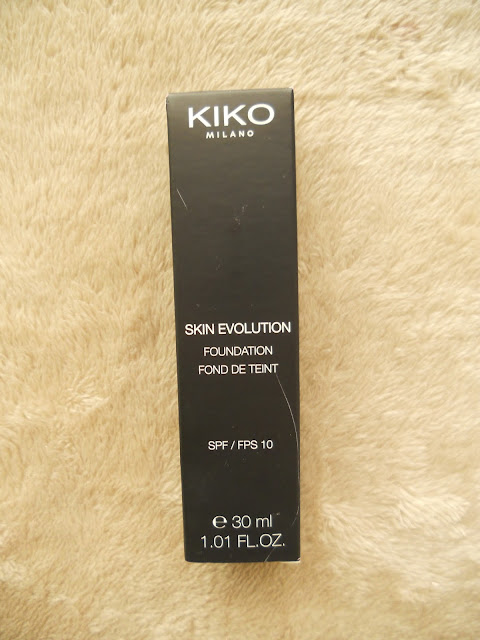 KIKO
MILANO
SKIN EVOLUTION
FOUNDATION
FOND DE TEINT
SPF / FPS 10
℮ 30 ml
1.01 FL.OZ.